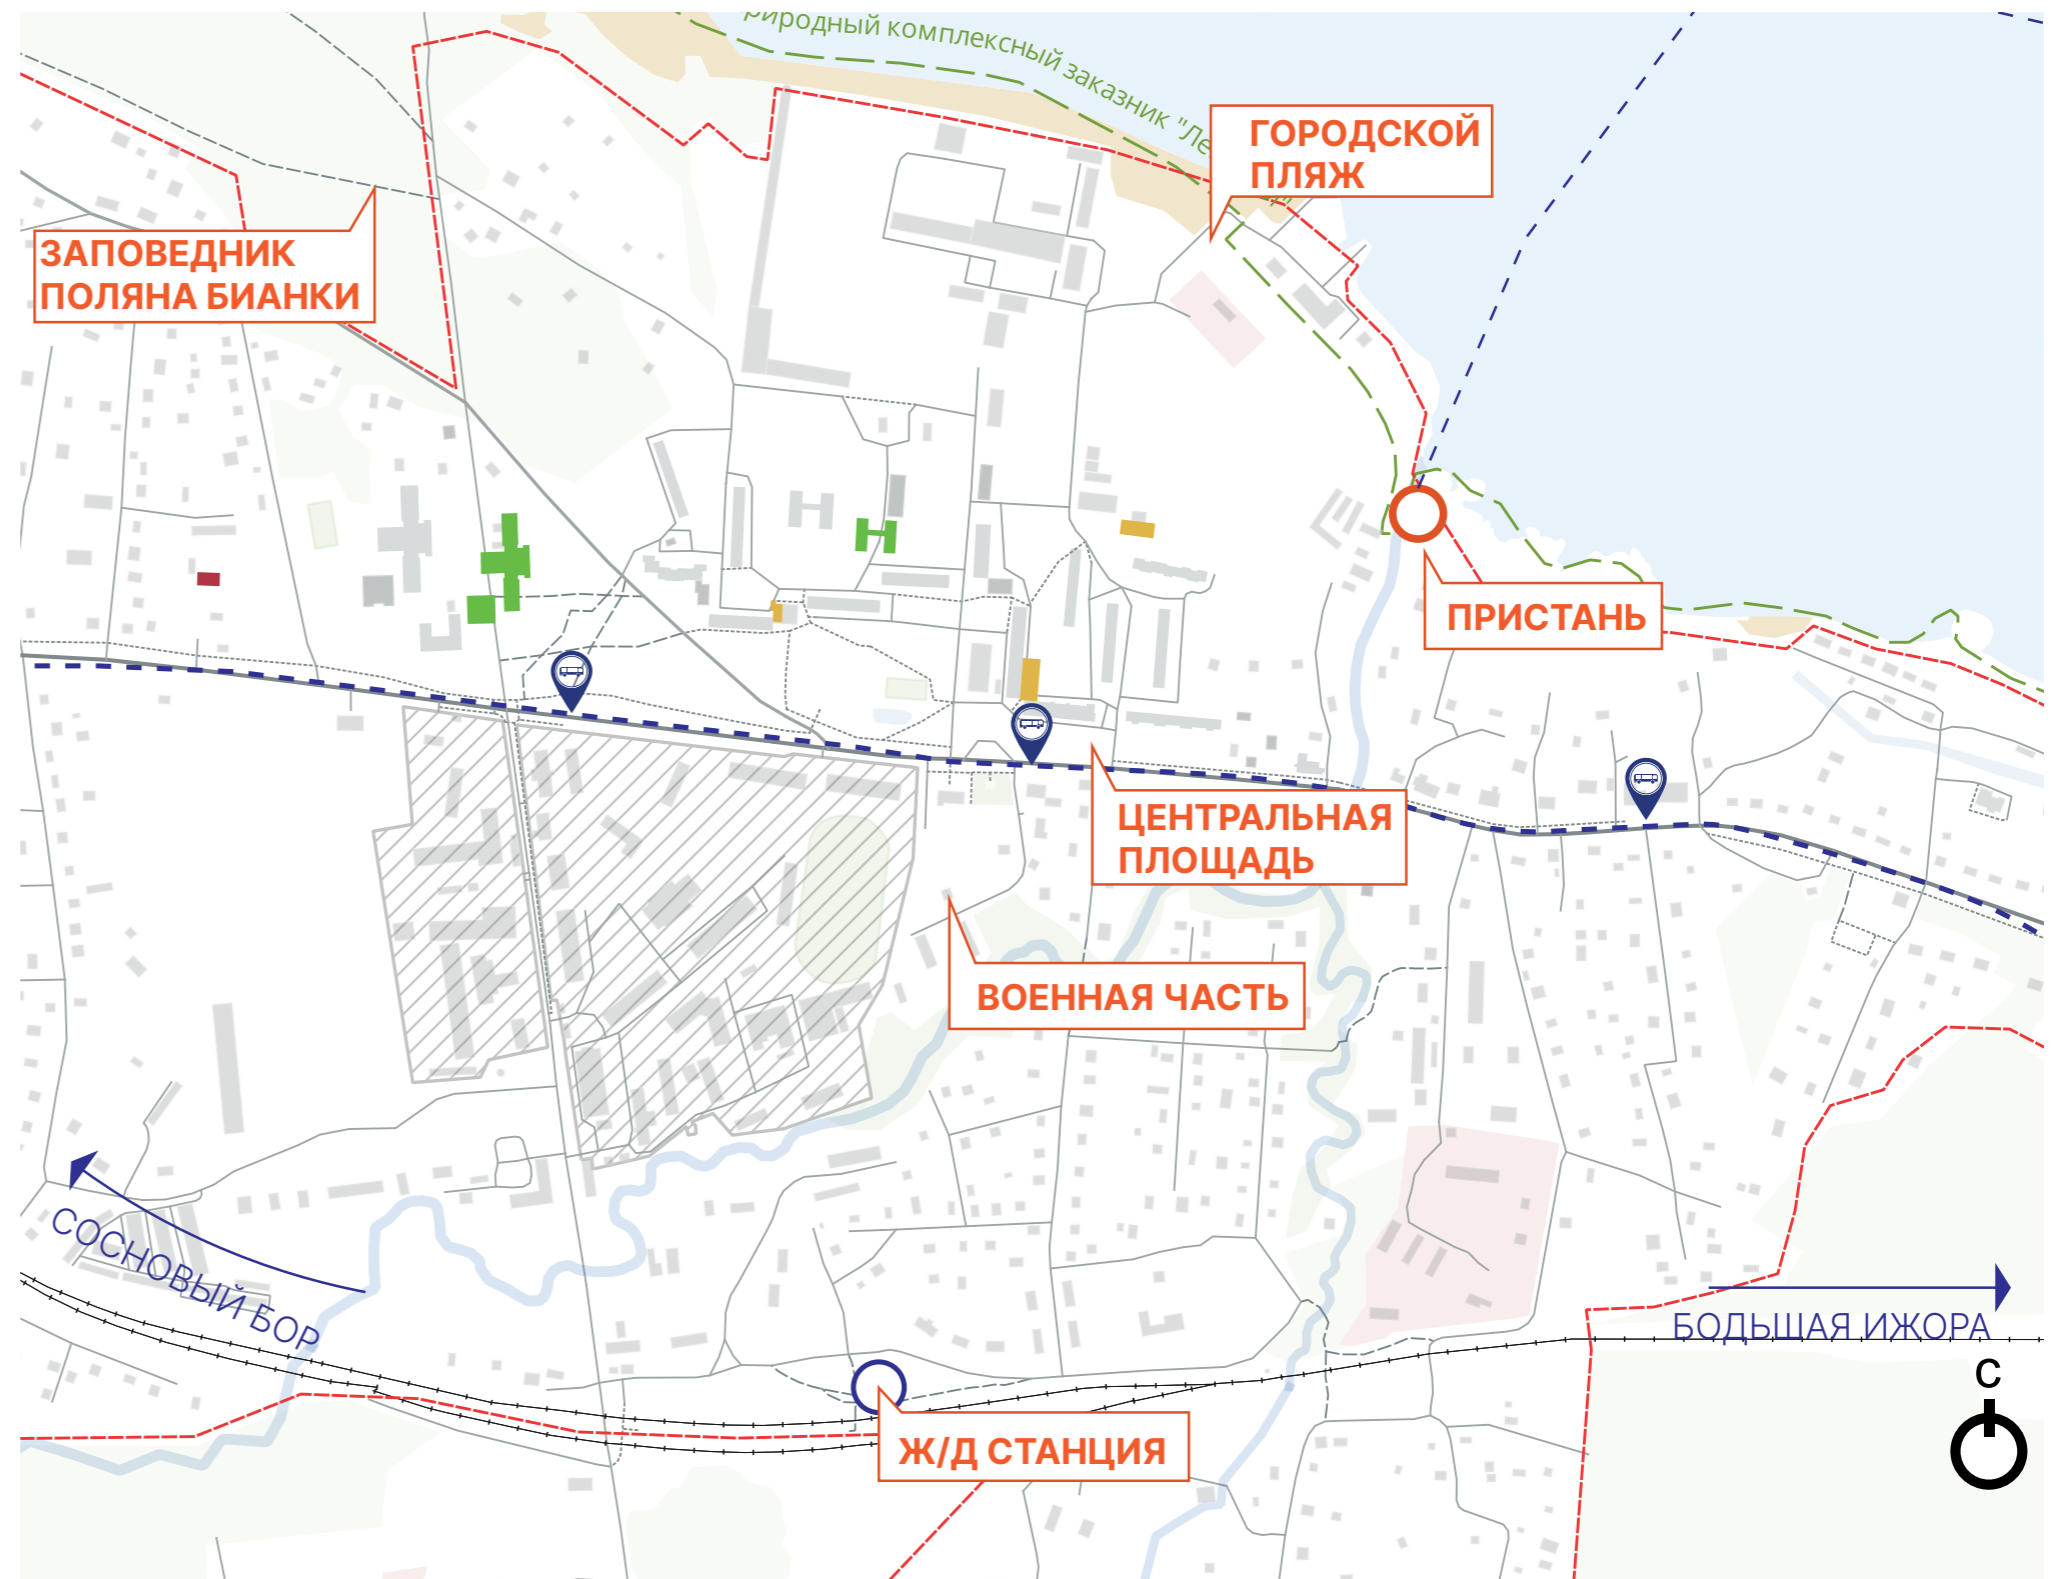 природный комплексный заказник "Ле
ГОРОДСКОЙ
ПЛЯЖ
ЗАПОВЕДНИК
ПОЛЯНА БИАНКИ
ПРИСТАНЬ
ЦЕНТРАЛЬНАЯ
ПЛОЩАДЬ
ВОЕННАЯ ЧАСТЬ
СОСНОВЫЙ БОР
БОЛЬШАЯ ИЖОРА
С
Ж/Д СТАНЦИЯ